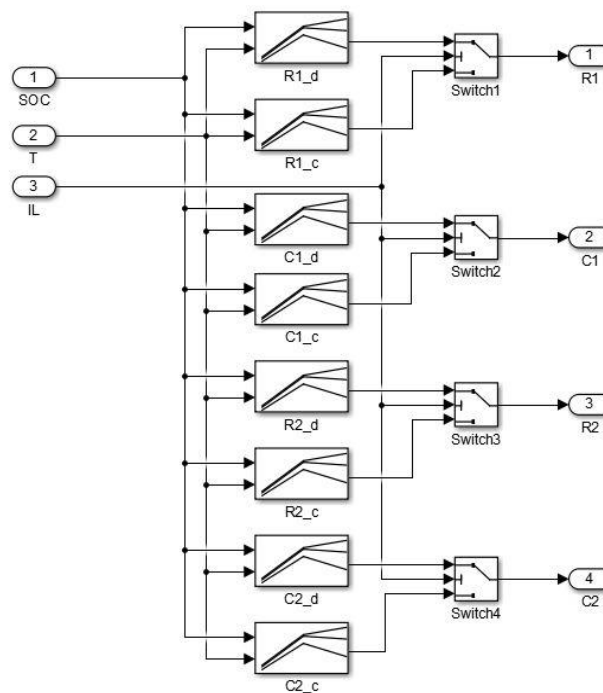 R1_d
1
SOC
Switch1
1
R1
R1_c
2
T
3
IL
C1_d
Switch2
2
C1
C1_c
R2_d
Switch3
3
R2
R2_c
C2_d
Switch4
4
C2
C2_c